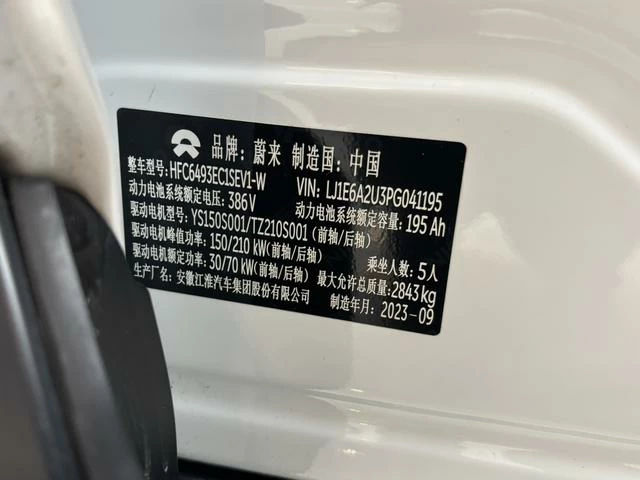 品牌: 蔚来 制造国: 中国
整车型号: HFC6493EC1SEV1-W VIN: LJ1E6A2U3PG041195
动力电池系统额定电压: 386V 动力电池系统额定容量: 195 Ah
驱动电机型号: YS150S001/TZ210S001 (前轴/后轴)
驱动电机峰值功率: 150/210 kW(前轴/后轴)
驱动电机额定功率: 30/70 kW(前轴/后轴) 乘坐人数: 5人
生产厂名: 安徽江淮汽车集团股份有限公司 最大允许总质量: 2843 kg
制造年月: 2023-09